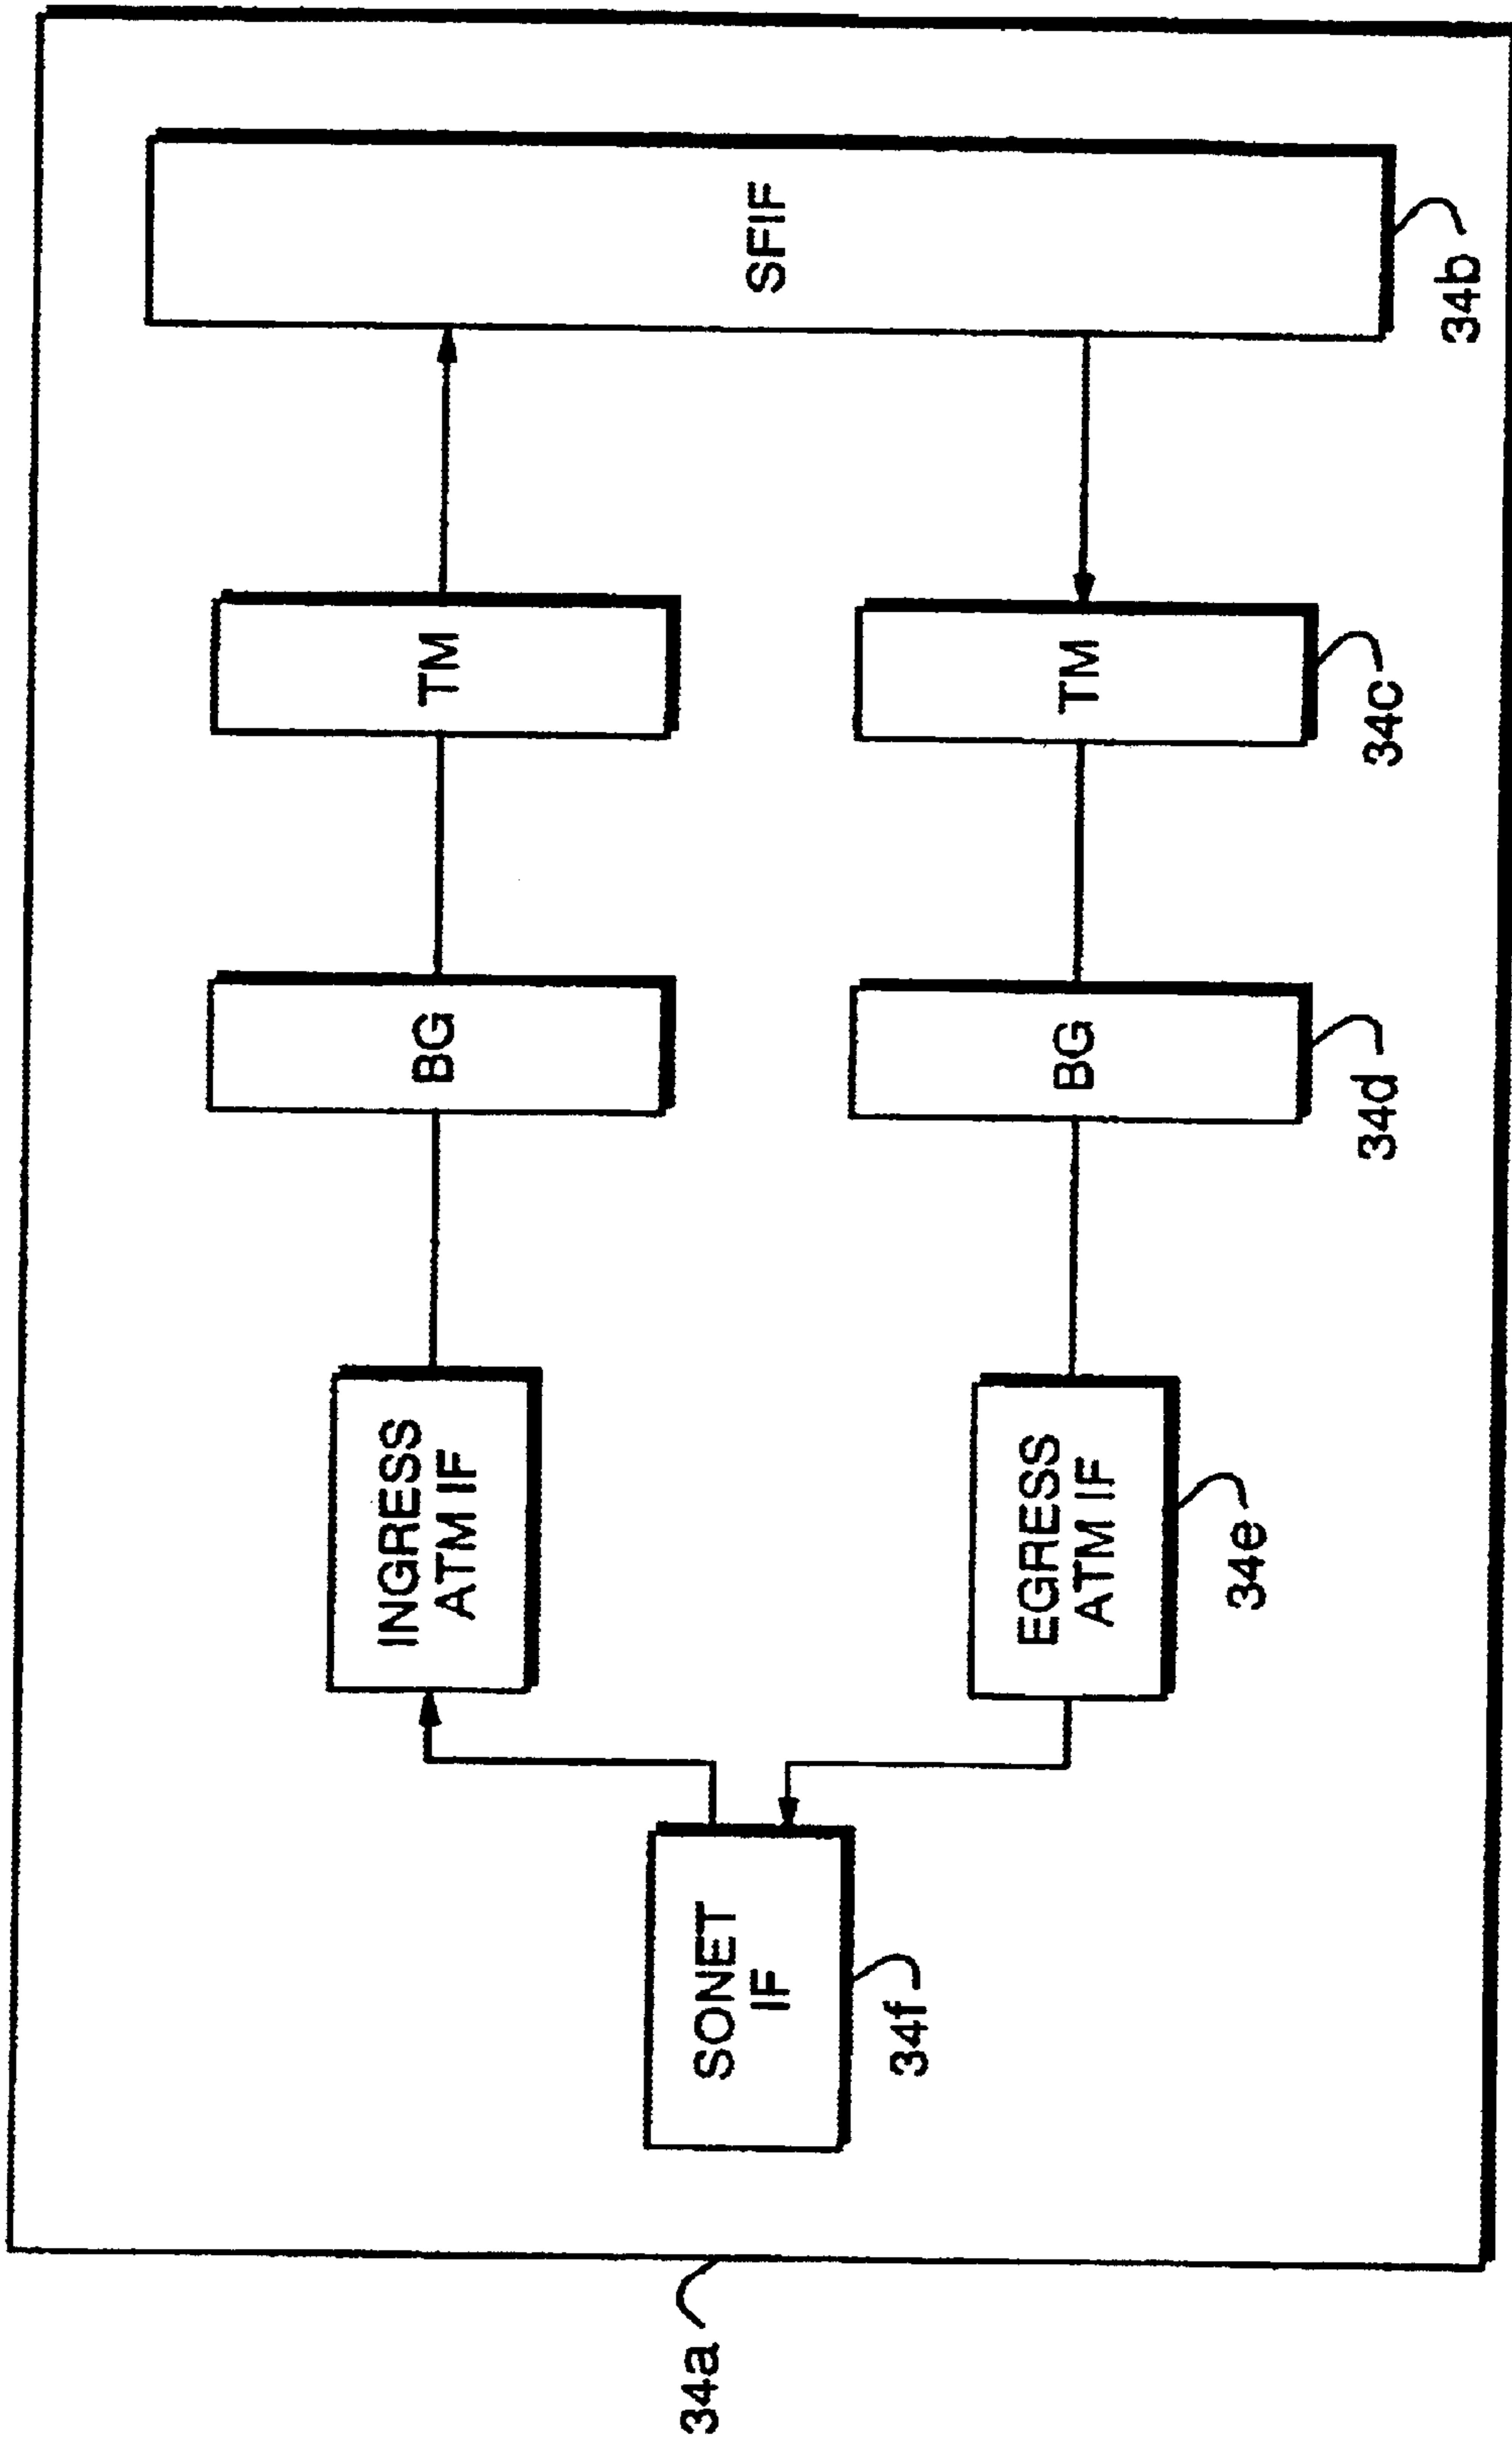 34a
SONET
IF
34f
INGRESS
ATM IF
EGRESS
ATM IF
34e
BG
BG
34d
TM
TM
34c
SFIF
34b